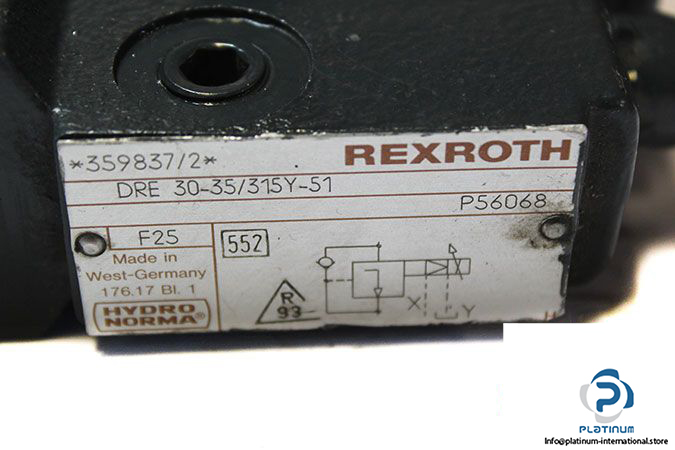 *359837/2* REXROTH
DRE 30-35/315Y-51
P56068
F25 552
Made in
West-Germany
176.17 Bl. 1
HYDRO
NORMA®
R
93
X Y
H
P
PLATINUM
Info@platinum-international.store